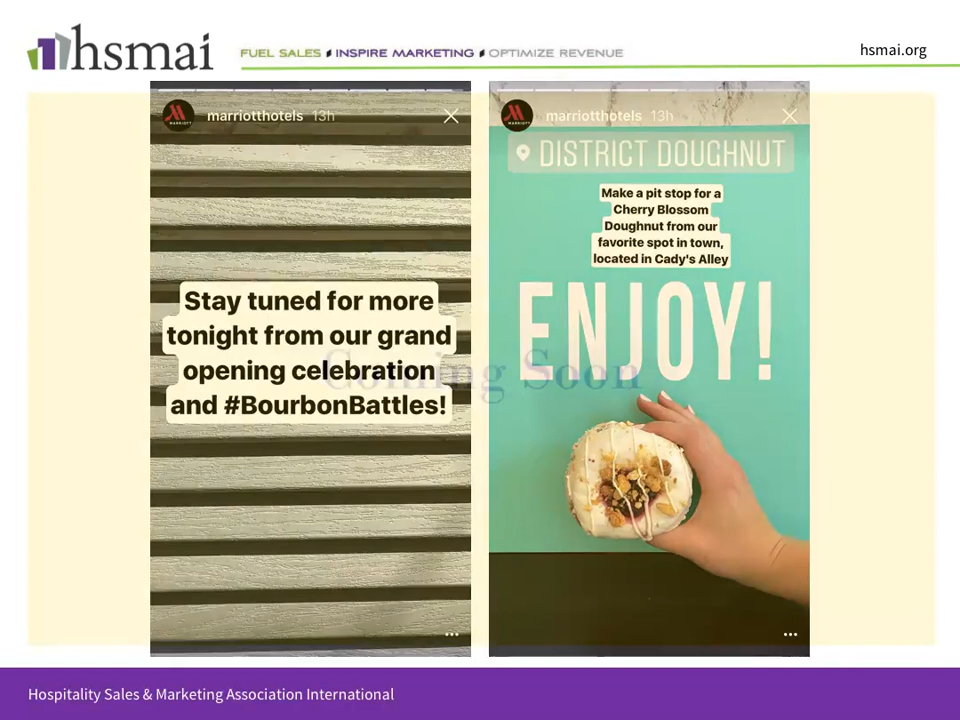 hsmai
FUEL SALES INSPIRE MARKETING OPTIMIZE REVENUE
hsmai.org
MARRIOTT
marriotthotels 13h
Stay tuned for more
tonight from our grand
opening celebration
and #BourbonBattles!
MARRIOTT
marriotthotels 13h
DISTRICT DOUGHNUT
Make a pit stop for a
Cherry Blossom
Doughnut from our
favorite spot in town,
located in Cady's Alley
ENJOY!
Coming Soon
Hospitality Sales & Marketing Association International